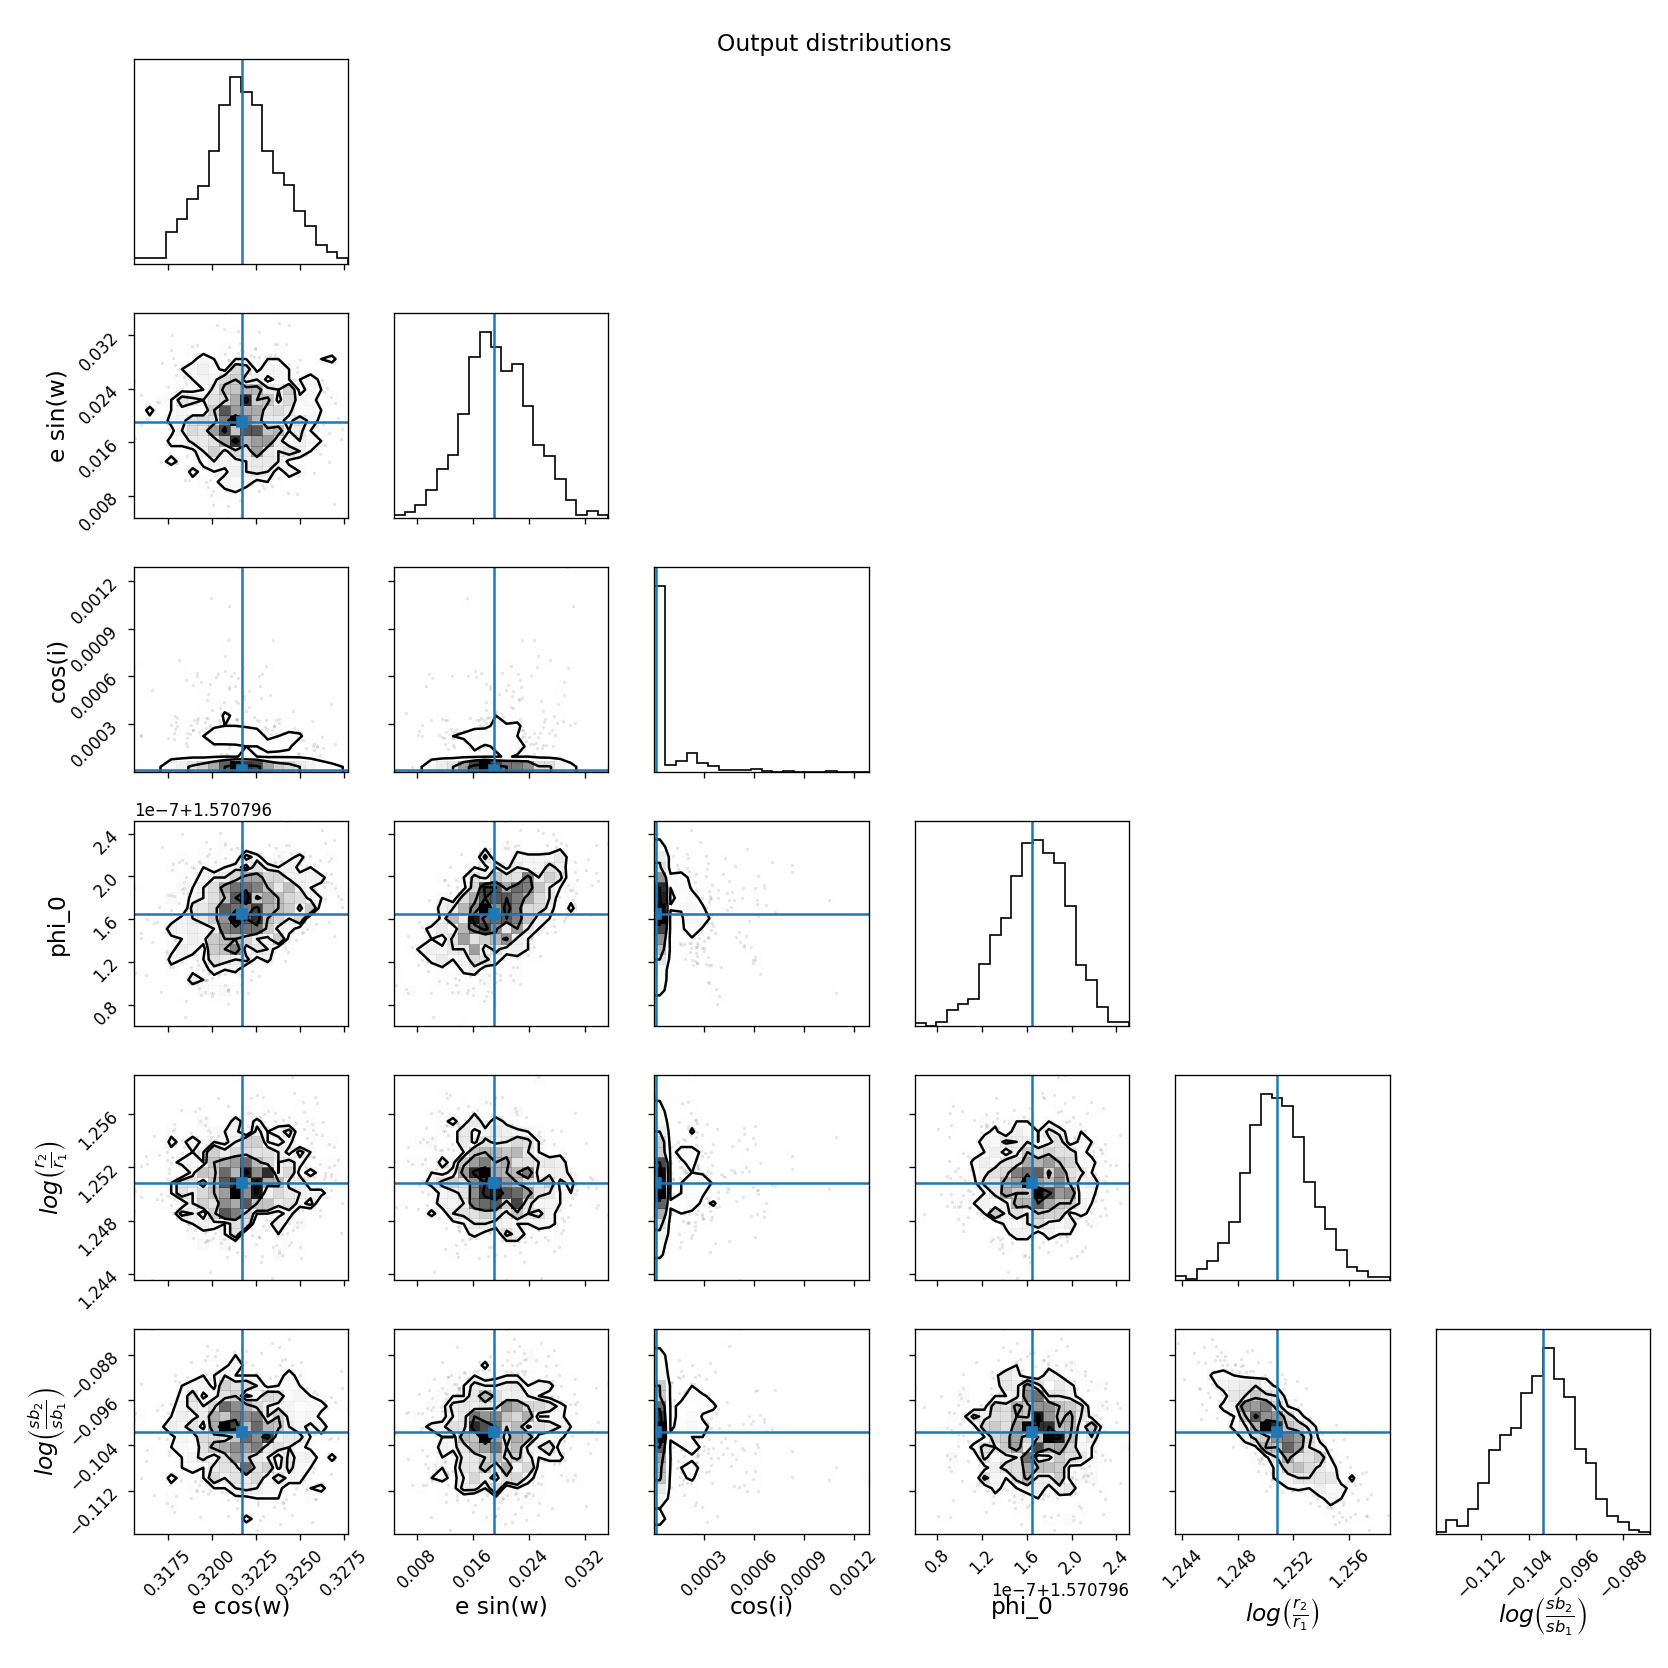 Output distributions
e sin(w)
0.032
0.024
0.016
0.008
cos(i)
0.0012
0.0009
0.0006
0.0003
1e−7+1.570796
phi_0
2.4
2.0
1.6
1.2
0.8
log(r2/r1)
1.256
1.252
1.248
1.244
log(sb2/sb1)
−0.088
−0.096
−0.104
−0.112
0.3175 0.3200 0.3225 0.3250 0.3275
0.008 0.016 0.024 0.032
0.0003 0.0006 0.0009 0.0012
0.8 1.2 1.6 2.0 2.4
1.244 1.248 1.252 1.256
−0.112 −0.104 −0.096 −0.088
1e−7+1.570796
e cos(w) e sin(w) cos(i) phi_0 log(r2/r1) log(sb2/sb1)